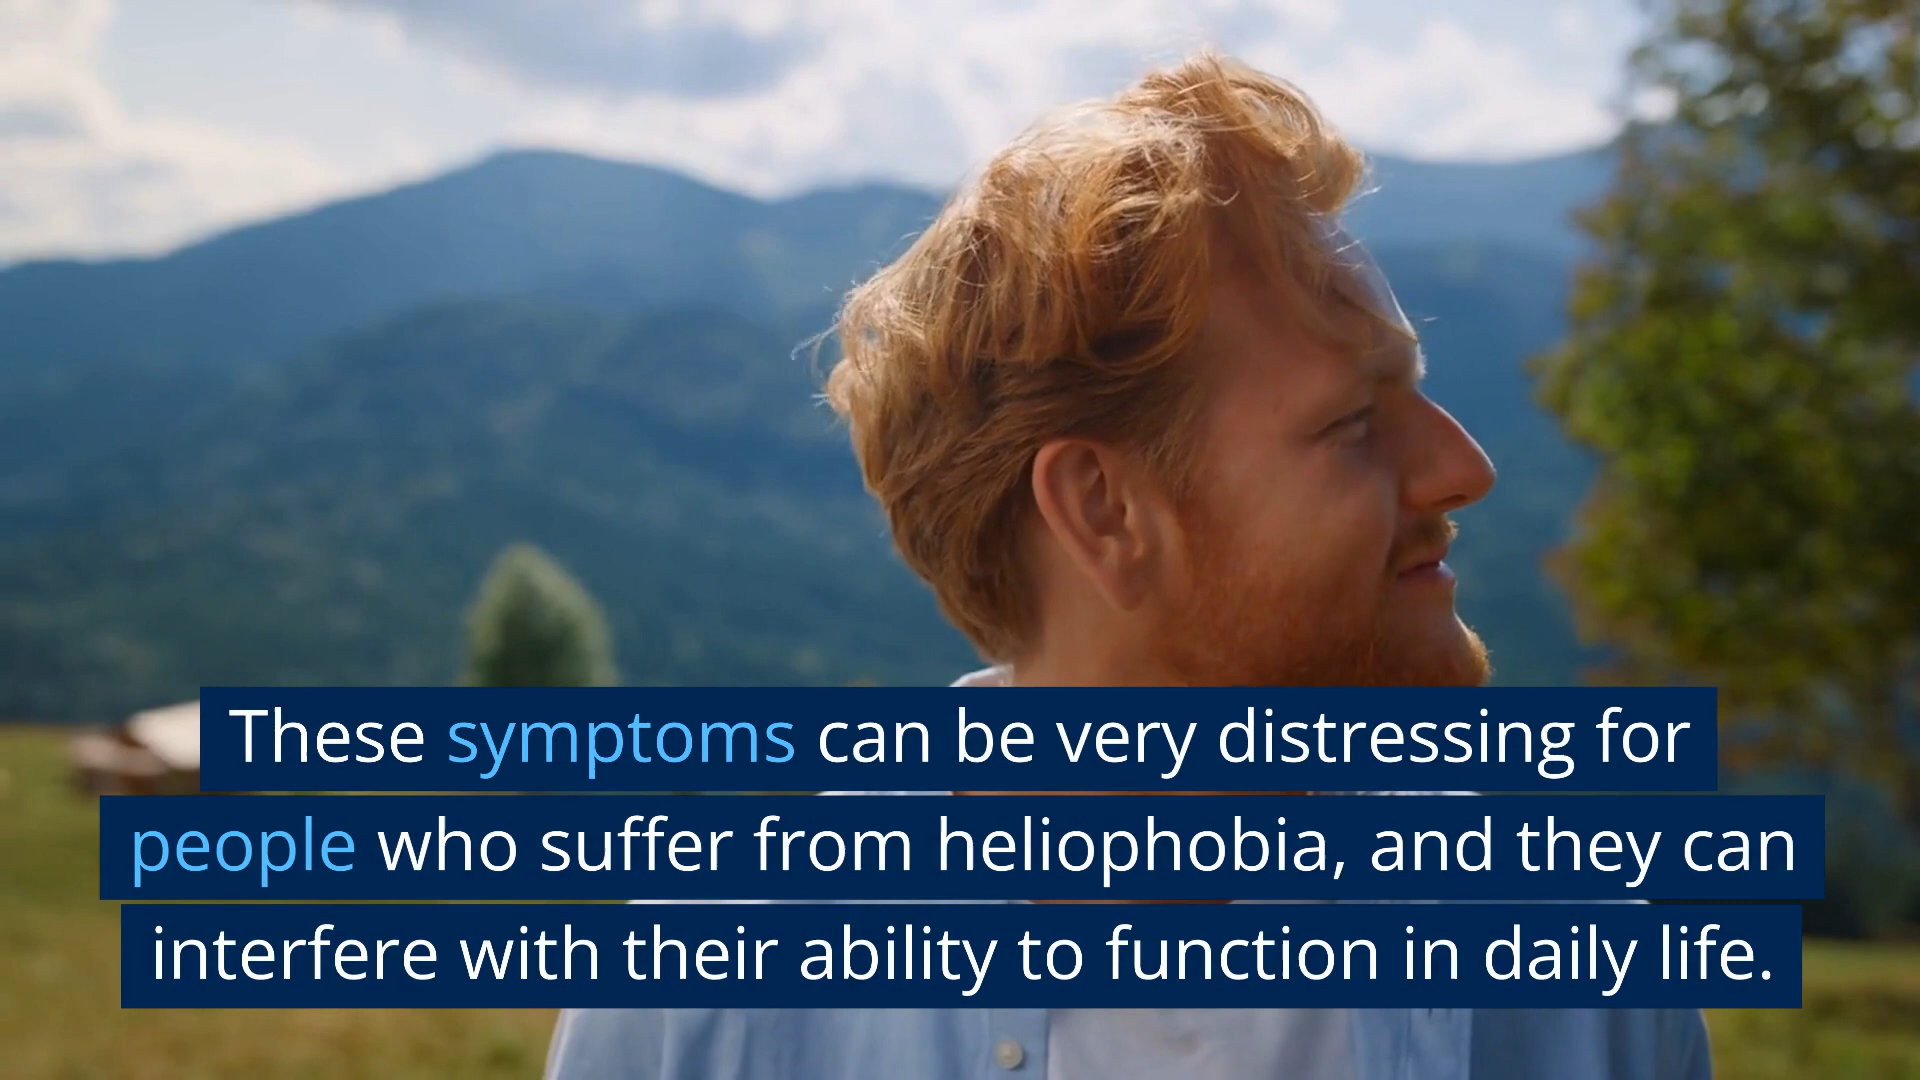 These symptoms can be very distressing for
people who suffer from heliophobia, and they can
interfere with their ability to function in daily life.